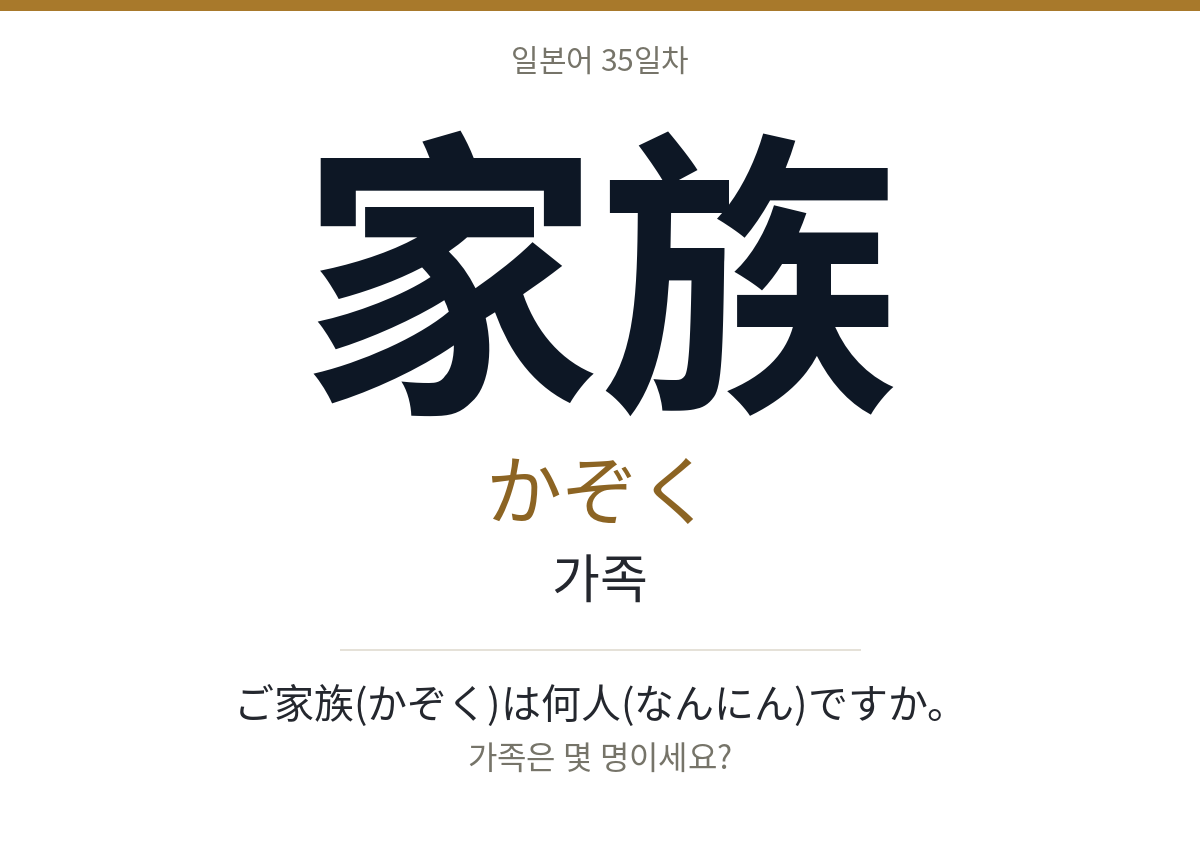 일본어 35일차
家族
かぞく
가족
ご家族(かぞく)は何人(なんにん)ですか。
가족은 몇 명이세요?